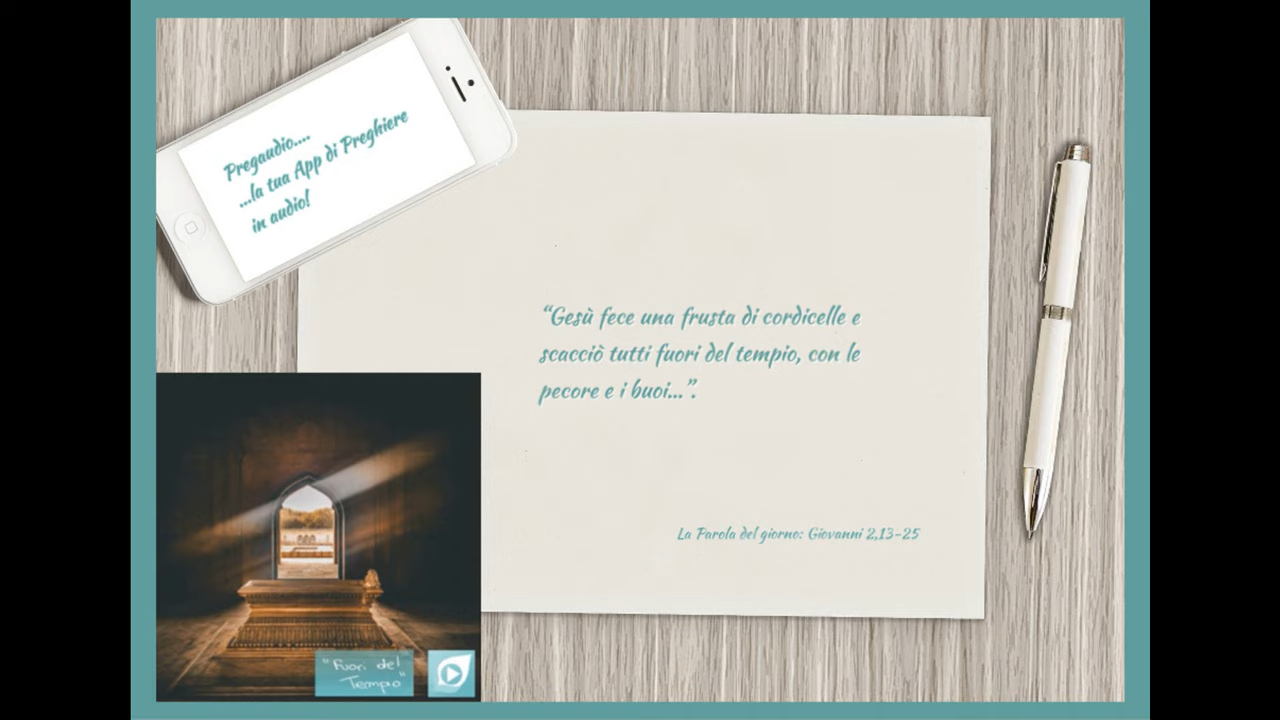 Pregaudio....
...la tua App di Preghiere
in audio!
“Gesù fece una frusta di cordicelle e
scacciò tutti fuori del tempio, con le
pecore e i buoi...”.
La Parola del giorno: Giovanni 2,13-25
"Fuori del
Tempio"